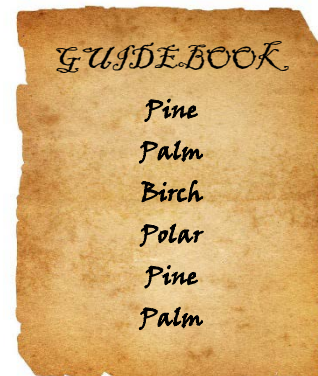 GUIDEBOOK
Pine
Palm
Birch
Polar
Pine
Palm